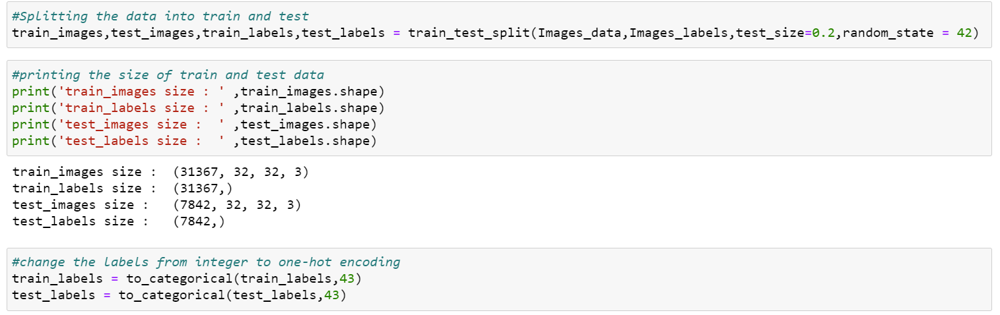 #Splitting the data into train and test
train_images,test_images,train_labels,test_labels = train_test_split(Images_data,Images_labels,test_size=0.2,random_state = 42)
#printing the size of train and test data
print('train_images size : ' ,train_images.shape)
print('train_labels size : ' ,train_labels.shape)
print('test_images size :  ' ,test_images.shape)
print('test_labels size :  ' ,test_labels.shape)
train_images size :  (31367, 32, 32, 3)
train_labels size :  (31367,)
test_images size :   (7842, 32, 32, 3)
test_labels size :   (7842,)
#change the labels from integer to one-hot encoding
train_labels = to_categorical(train_labels,43)
test_labels = to_categorical(test_labels,43)